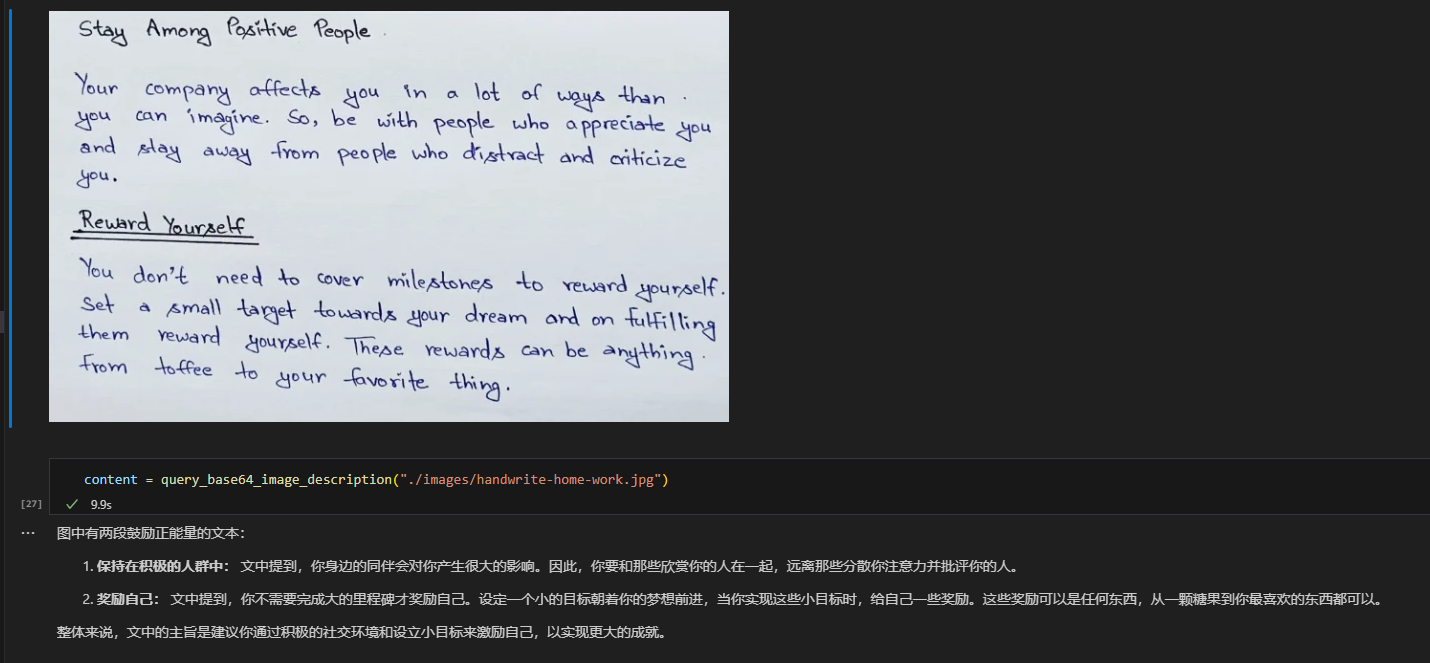 Stay Among Positive People.
Your company affects you in a lot of ways than.
you can imagine. So, be with people who appreciate you
and stay away from people who distract and criticize
you.
Reward Yourself
You don't need to cover milestones to reward yourself.
Set a small target towards your dream and on fulfilling
them reward yourself. These rewards can be anything.
from toffee to your favorite thing.
content = query_base64_image_description("./images/handwrite-home-work.jpg")
[27]
✓ 9.9s
...
图中有两段鼓励正能量的文本：
1. 保持在积极的人群中： 文中提到，你身边的同伴会对你产生很大的影响。因此，你要和那些欣赏你的人在一起，远离那些分散你注意力并批评你的人。
2. 奖励自己： 文中提到，你不需要完成大的里程碑才奖励自己。设定一个小的目标朝着你的梦想前进，当你实现这些小目标时，给自己一些奖励。这些奖励可以是任何东西，从一颗糖果到你最喜欢的东西都可以。
整体来说，文中的主旨是建议你通过积极的社交环境和设立小目标来激励自己，以实现更大的成就。